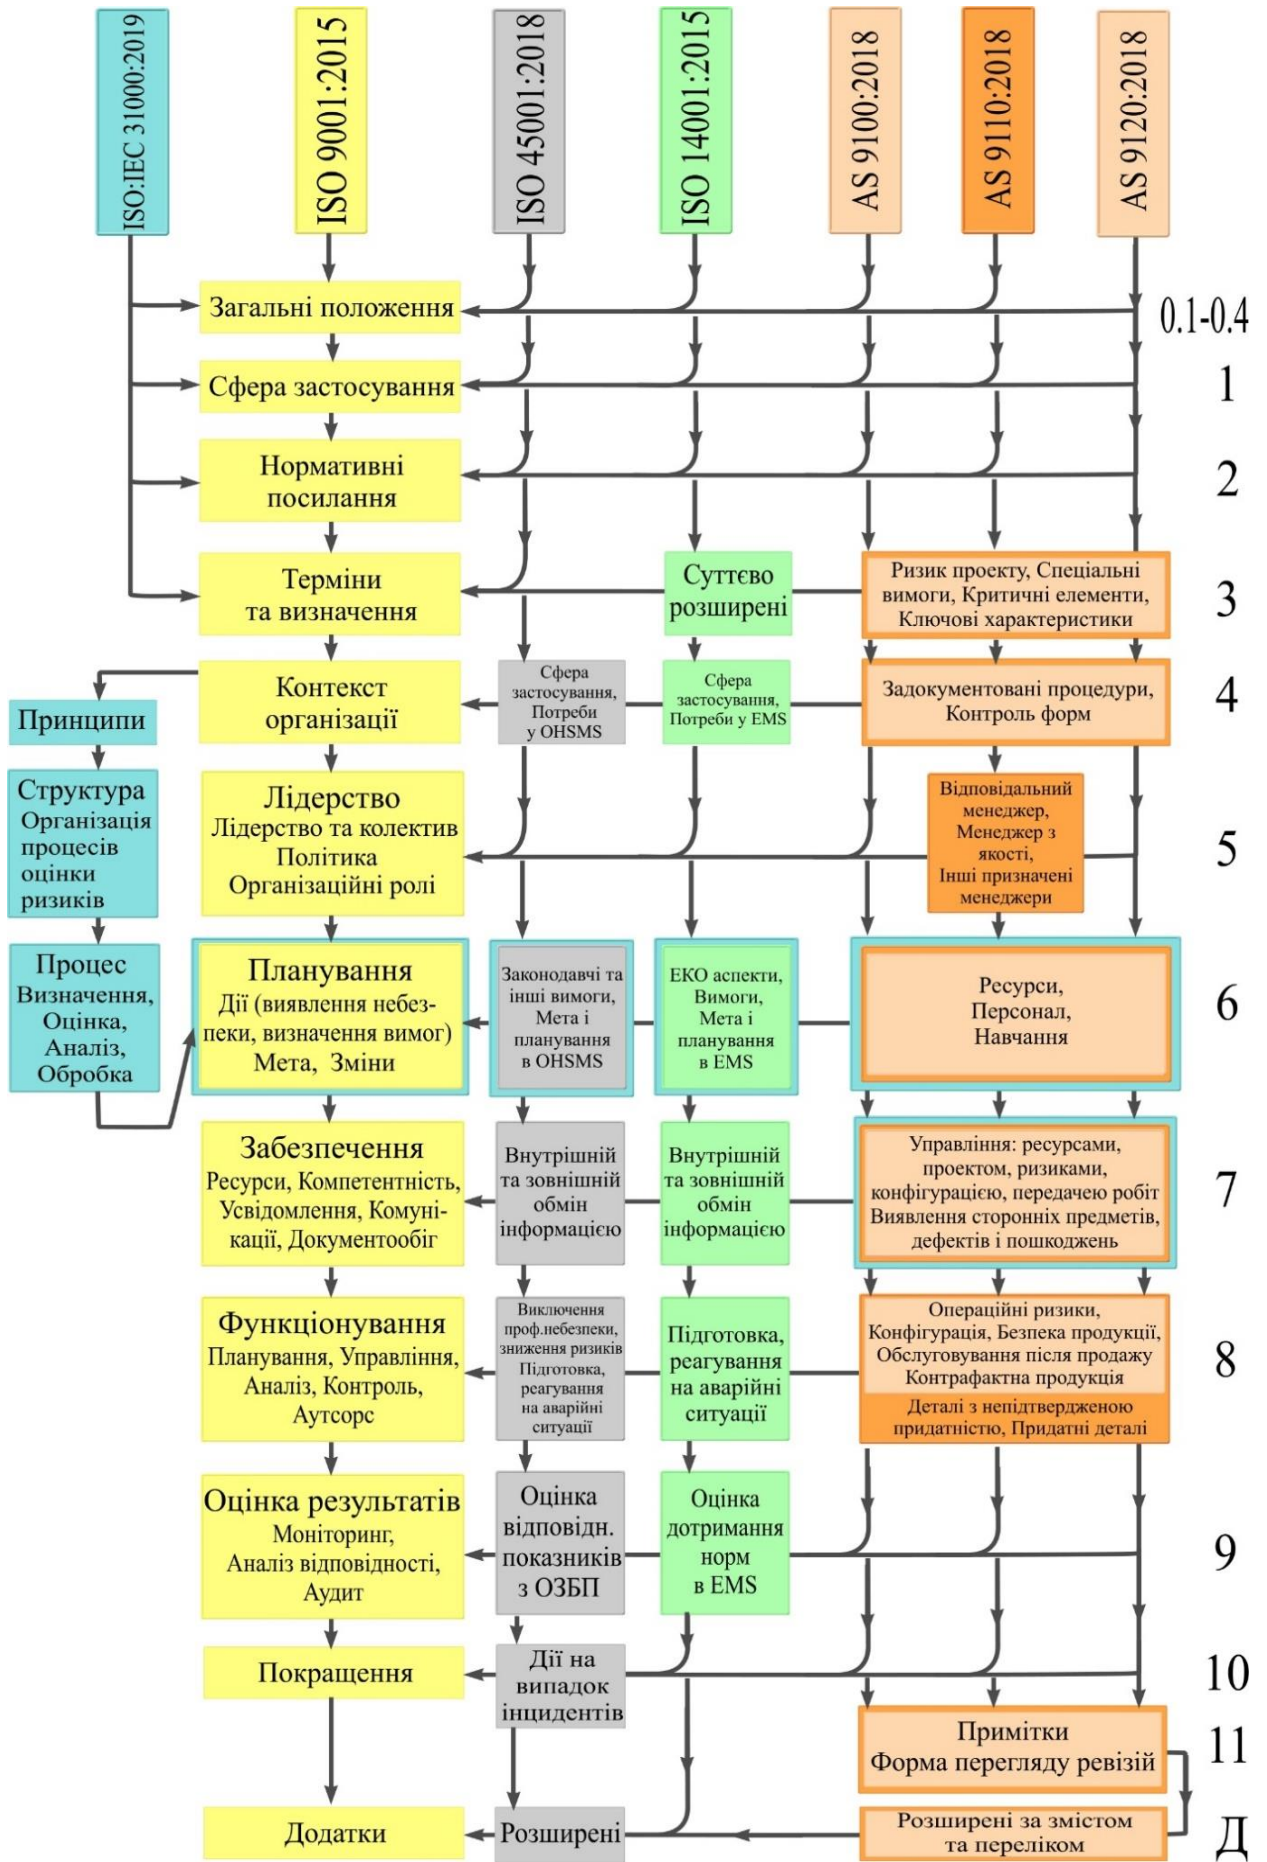 ISO:IEC 31000:2019
ISO 9001:2015
ISO 45001:2018
ISO 14001:2015
AS 9100:2018
AS 9110:2018
AS 9120:2018
Загальні положення
0.1-0.4
Сфера застосування
1
Нормативні
посилання
2
Терміни
та визначення
Суттєво
розширені
Ризик проекту, Спеціальні
вимоги, Критичні елементи,
Ключові характеристики
3
Контекст
організації
Сфера
застосування,
Потреби
у OHSMS
Сфера
застосування,
Потреби у EMS
Задокументовані процедури,
Контроль форм
4
Принципи
Структура
Організація
процесів
оцінки
ризиків
Лідерство
Лідерство та колектив
Політика
Організаційні ролі
Відповідальний
менеджер,
Менеджер з
якості,
Інші призначені
менеджери
5
Процес
Визначення,
Оцінка,
Аналіз,
Обробка
Планування
Дії (виявлення небез-
пеки, визначення вимог)
Мета, Зміни
Законодавчі та
інші вимоги,
Мета і
планування
в OHSMS
ЕКО аспекти,
Вимоги,
Мета і
планування
в EMS
Ресурси,
Персонал,
Навчання
6
Забезпечення
Ресурси, Компетентність,
Усвідомлення, Комуні-
кації, Документообіг
Внутрішній
та зовнішній
обмін
інформацією
Внутрішній
та зовнішній
обмін
інформацією
Управління: ресурсами,
проектом, ризиками,
конфігурацією, передачею робіт
Виявлення сторонніх предметів,
дефектів і пошкоджень
7
Функціонування
Планування, Управління,
Аналіз, Контроль,
Аутсорс
Виключення
проф.небезпеки,
зниження ризиків
Підготовка,
реагування
на аварійні
ситуації
Підготовка,
реагування
на аварійні
ситуації
Операційні ризики,
Конфігурація, Безпека продукції,
Обслуговування після продажу
Контрафактна продукція
Деталі з непідтвердженою
придатністю, Придатні деталі
8
Оцінка результатів
Моніторинг,
Аналіз відповідності,
Аудит
Оцінка
відповідн.
показників
з ОЗБП
Оцінка
дотримання
норм
в EMS
9
Покращення
Дії на
випадок
інцидентів
10
Примітки
Форма перегляду ревізій
11
Додатки
Розширені
Розширені за змістом
та переліком
Д